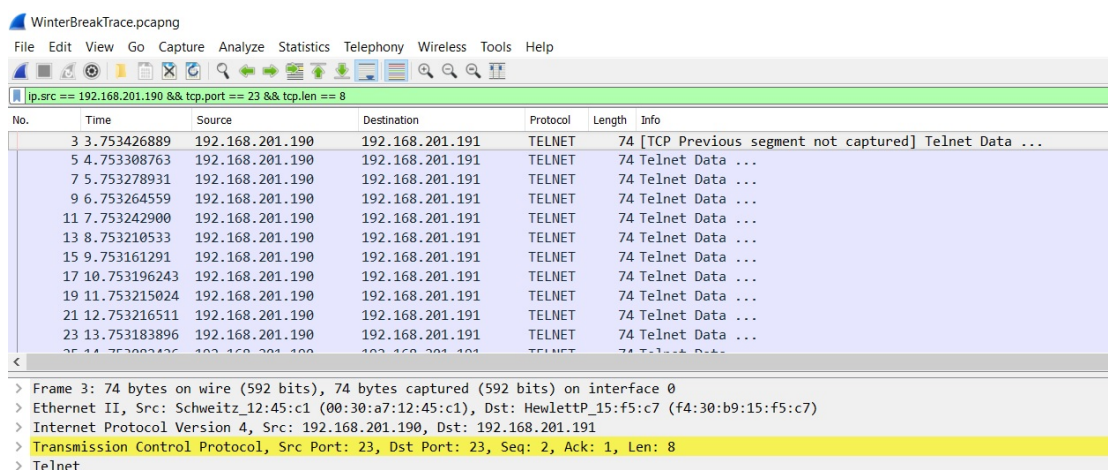 WinterBreakTrace.pcapng
File Edit View Go Capture Analyze Statistics Telephony Wireless Tools Help
ip.src == 192.168.201.190 && tcp.port == 23 && tcp.len == 8
No. Time Source Destination Protocol Length Info
3 3.753426889 192.168.201.190 192.168.201.191 TELNET 74 [TCP Previous segment not captured] Telnet Data ...
5 4.753308763 192.168.201.190 192.168.201.191 TELNET 74 Telnet Data ...
7 5.753278931 192.168.201.190 192.168.201.191 TELNET 74 Telnet Data ...
9 6.753264559 192.168.201.190 192.168.201.191 TELNET 74 Telnet Data ...
11 7.753242900 192.168.201.190 192.168.201.191 TELNET 74 Telnet Data ...
13 8.753210533 192.168.201.190 192.168.201.191 TELNET 74 Telnet Data ...
15 9.753161291 192.168.201.190 192.168.201.191 TELNET 74 Telnet Data ...
17 10.753196243 192.168.201.190 192.168.201.191 TELNET 74 Telnet Data ...
19 11.753215024 192.168.201.190 192.168.201.191 TELNET 74 Telnet Data ...
21 12.753216511 192.168.201.190 192.168.201.191 TELNET 74 Telnet Data ...
23 13.753183896 192.168.201.190 192.168.201.191 TELNET 74 Telnet Data ...
> Frame 3: 74 bytes on wire (592 bits), 74 bytes captured (592 bits) on interface 0
> Ethernet II, Src: Schweitz_12:45:c1 (00:30:a7:12:45:c1), Dst: HewlettP_15:f5:c7 (f4:30:b9:15:f5:c7)
> Internet Protocol Version 4, Src: 192.168.201.190, Dst: 192.168.201.191
> Transmission Control Protocol, Src Port: 23, Dst Port: 23, Seq: 2, Ack: 1, Len: 8
> Telnet